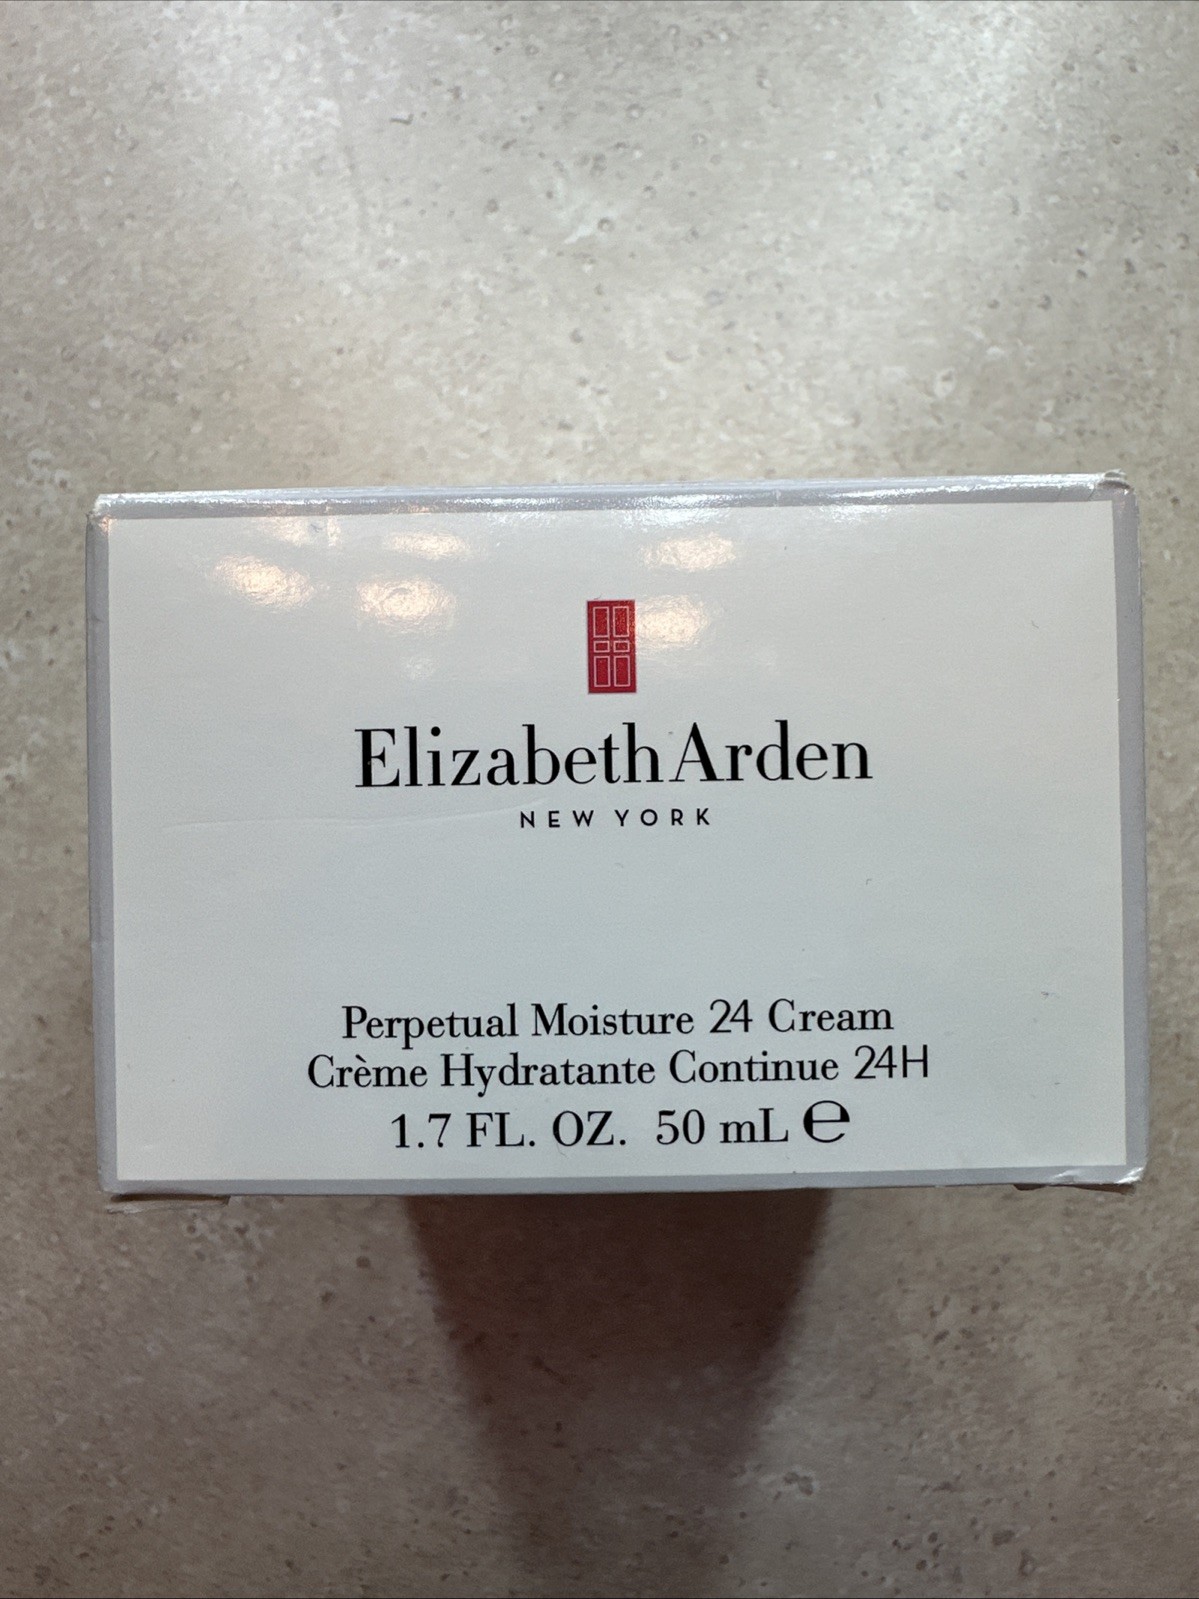 Elizabeth Arden
NEW YORK
Perpetual Moisture 24 Cream
Crème Hydratante Continue 24H
1.7 FL. OZ. 50 mL ℮